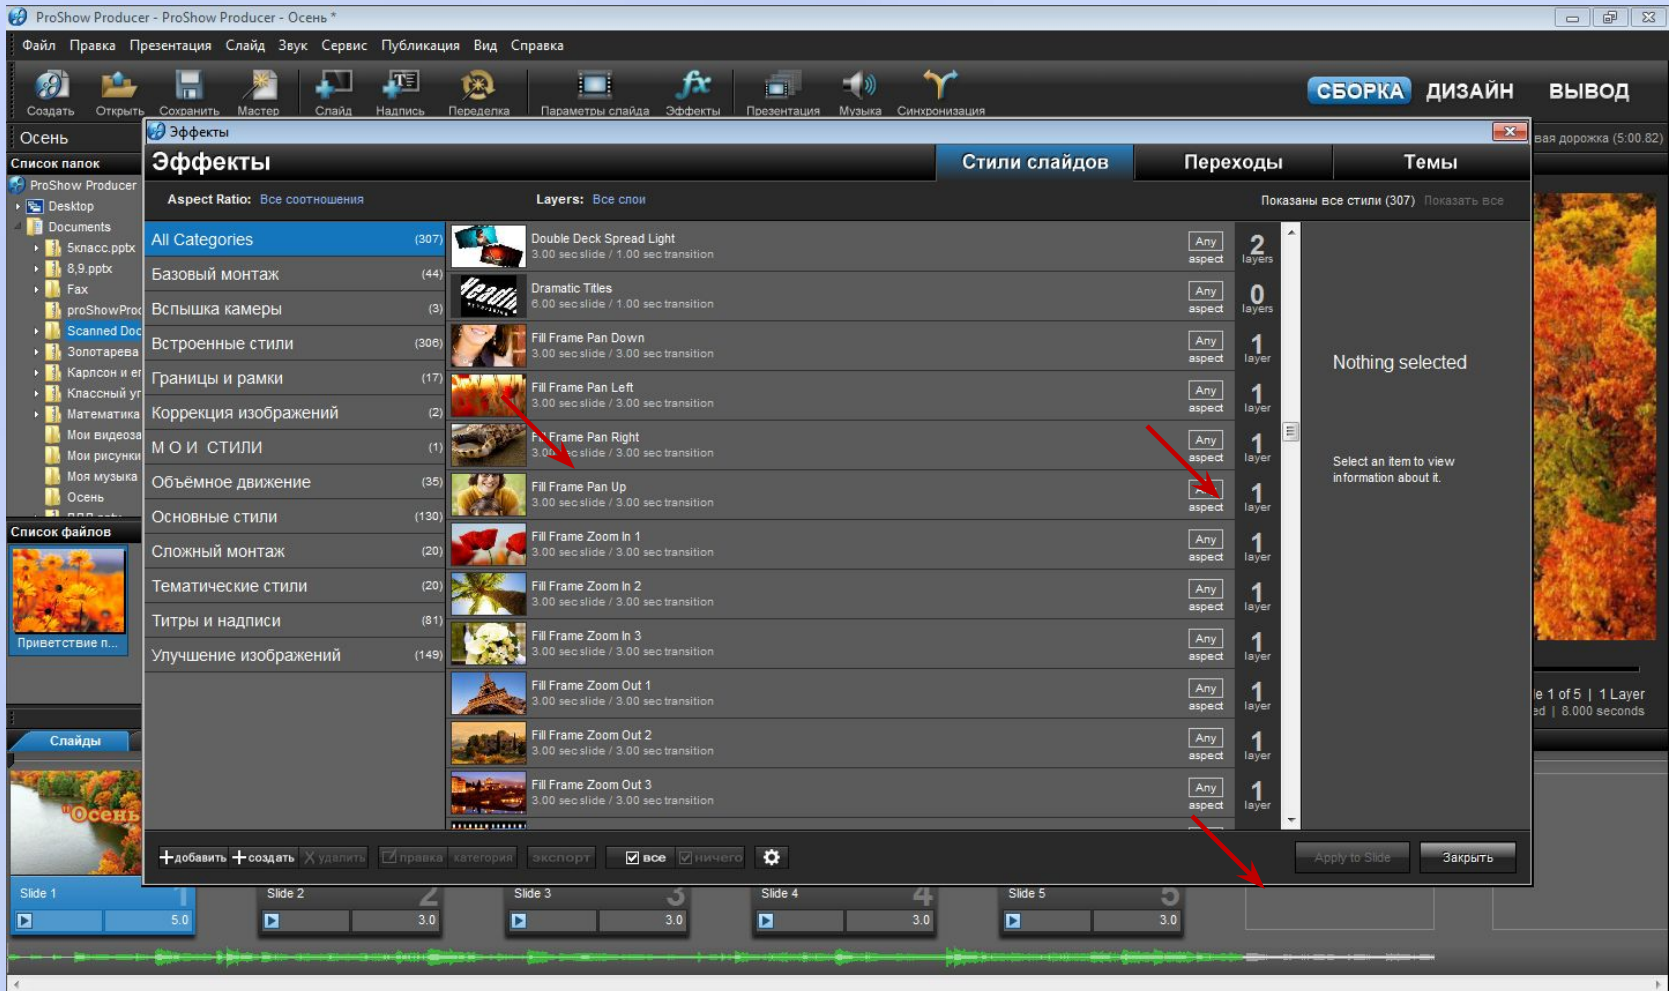 ProShow Producer - ProShow Producer - Осень *
Файл Правка Презентация Слайд Звук Сервис Публикация Вид Справка
Создать Открыть Сохранить Мастер Слайд Надпись Переделка Параметры слайда Эффекты Презентация Музыка Синхронизация
СБОРКА ДИЗАЙН ВЫВОД
Осень
вая дорожка (5:00.82)
Список папок
ProShow Producer
Desktop
Documents
5класс.pptx
8,9.pptx
Fax
proShowProd
Scanned Doc
Золотарева
Карлсон и ег
Классный уг
Математика
Мои видеоза
Мои рисунки
Моя музыка
Осень
Список файлов
Приветствие п...
Эффекты
Эффекты
Стили слайдов Переходы Темы
Aspect Ratio: Все соотношения Layers: Все слои Показаны все стили (307) Показать все
All Categories (307)
Базовый монтаж (44)
Вспышка камеры (3)
Встроенные стили (306)
Границы и рамки (17)
Коррекция изображений (2)
М О И СТИЛИ (1)
Объёмное движение (35)
Основные стили (130)
Сложный монтаж (20)
Тематические стили (20)
Титры и надписи (81)
Улучшение изображений (149)
Double Deck Spread Light
3.00 sec slide / 1.00 sec transition
Any aspect 2 layers
Dramatic Titles
6.00 sec slide / 1.00 sec transition
Any aspect 0 layers
Fill Frame Pan Down
3.00 sec slide / 3.00 sec transition
Any aspect 1 layer
Fill Frame Pan Left
3.00 sec slide / 3.00 sec transition
Any aspect 1 layer
Fill Frame Pan Right
3.00 sec slide / 3.00 sec transition
Any aspect 1 layer
Fill Frame Pan Up
3.00 sec slide / 3.00 sec transition
Any aspect 1 layer
Fill Frame Zoom In 1
3.00 sec slide / 3.00 sec transition
Any aspect 1 layer
Fill Frame Zoom In 2
3.00 sec slide / 3.00 sec transition
Any aspect 1 layer
Fill Frame Zoom In 3
3.00 sec slide / 3.00 sec transition
Any aspect 1 layer
Fill Frame Zoom Out 1
3.00 sec slide / 3.00 sec transition
Any aspect 1 layer
Fill Frame Zoom Out 2
3.00 sec slide / 3.00 sec transition
Any aspect 1 layer
Fill Frame Zoom Out 3
3.00 sec slide / 3.00 sec transition
Any aspect 1 layer
Nothing selected
Select an item to view
information about it.
добавить создать удалить правка категория экспорт все ничего
Apply to Slide Закрыть
le 1 of 5 | 1 Layer
ed | 8.000 seconds
Слайды
"Осень
Slide 1 1 Slide 2 2 Slide 3 3 Slide 4 4 Slide 5 5
5.0 3.0 3.0 3.0 3.0